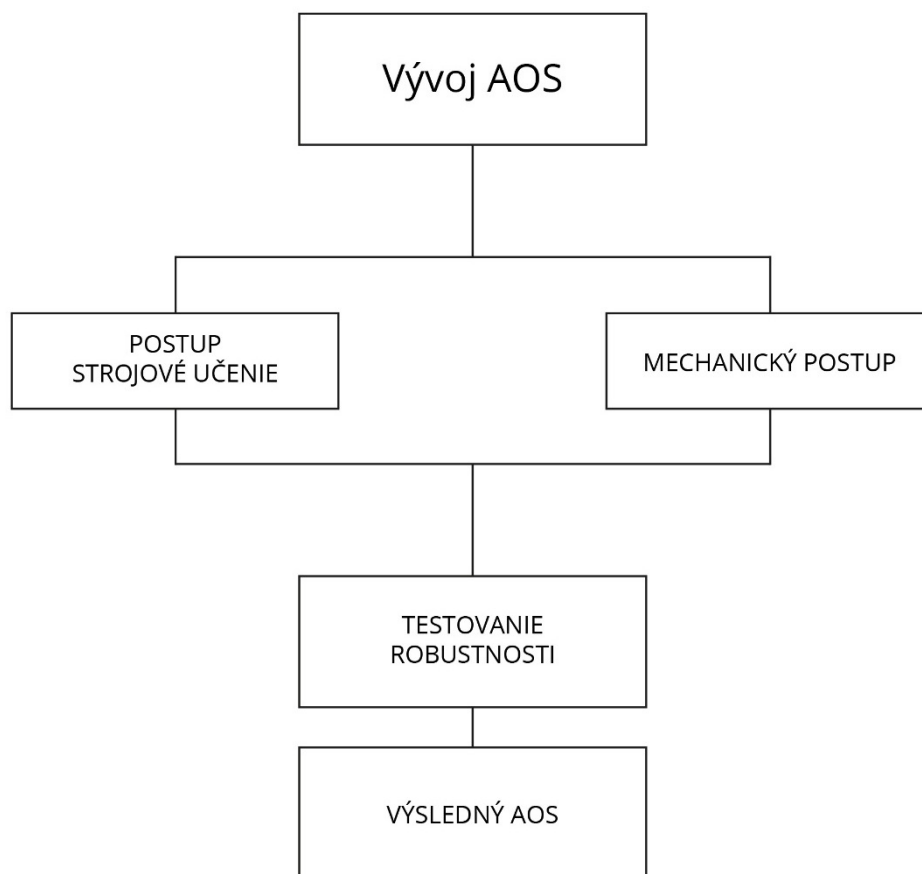 Vývoj AOS
POSTUP
STROJOVÉ UČENIE
MECHANICKÝ POSTUP
TESTOVANIE
ROBUSTNOSTI
VÝSLEDNÝ AOS